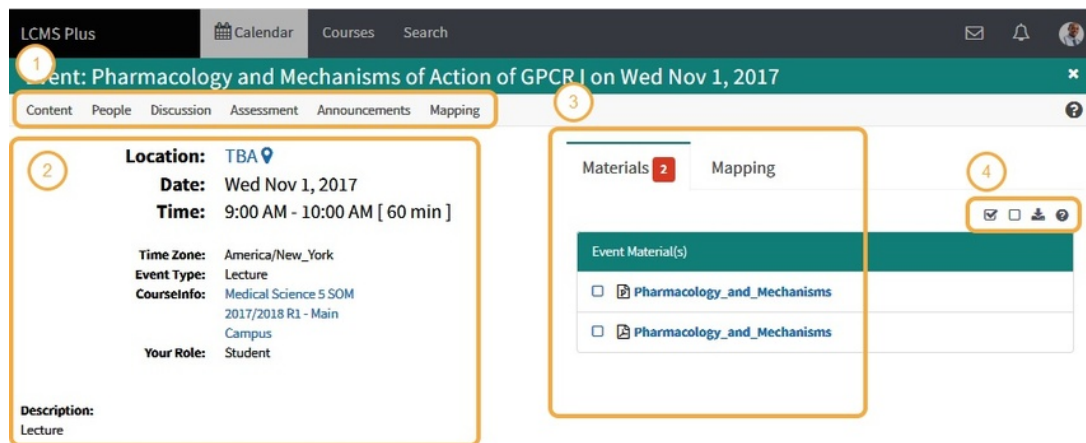 LCMS Plus Calendar Courses Search
1
Event: Pharmacology and Mechanisms of Action of GPCR I on Wed Nov 1, 2017
Content People Discussion Assessment Announcements Mapping
2
Location: TBA
Date: Wed Nov 1, 2017
Time: 9:00 AM - 10:00 AM [ 60 min ]
Time Zone: America/New_York
Event Type: Lecture
CourseInfo: Medical Science 5 SOM
2017/2018 R1 - Main
Campus
Your Role: Student
Description:
Lecture
3
Materials 2 Mapping
4
Event Material(s)
Pharmacology_and_Mechanisms
Pharmacology_and_Mechanisms